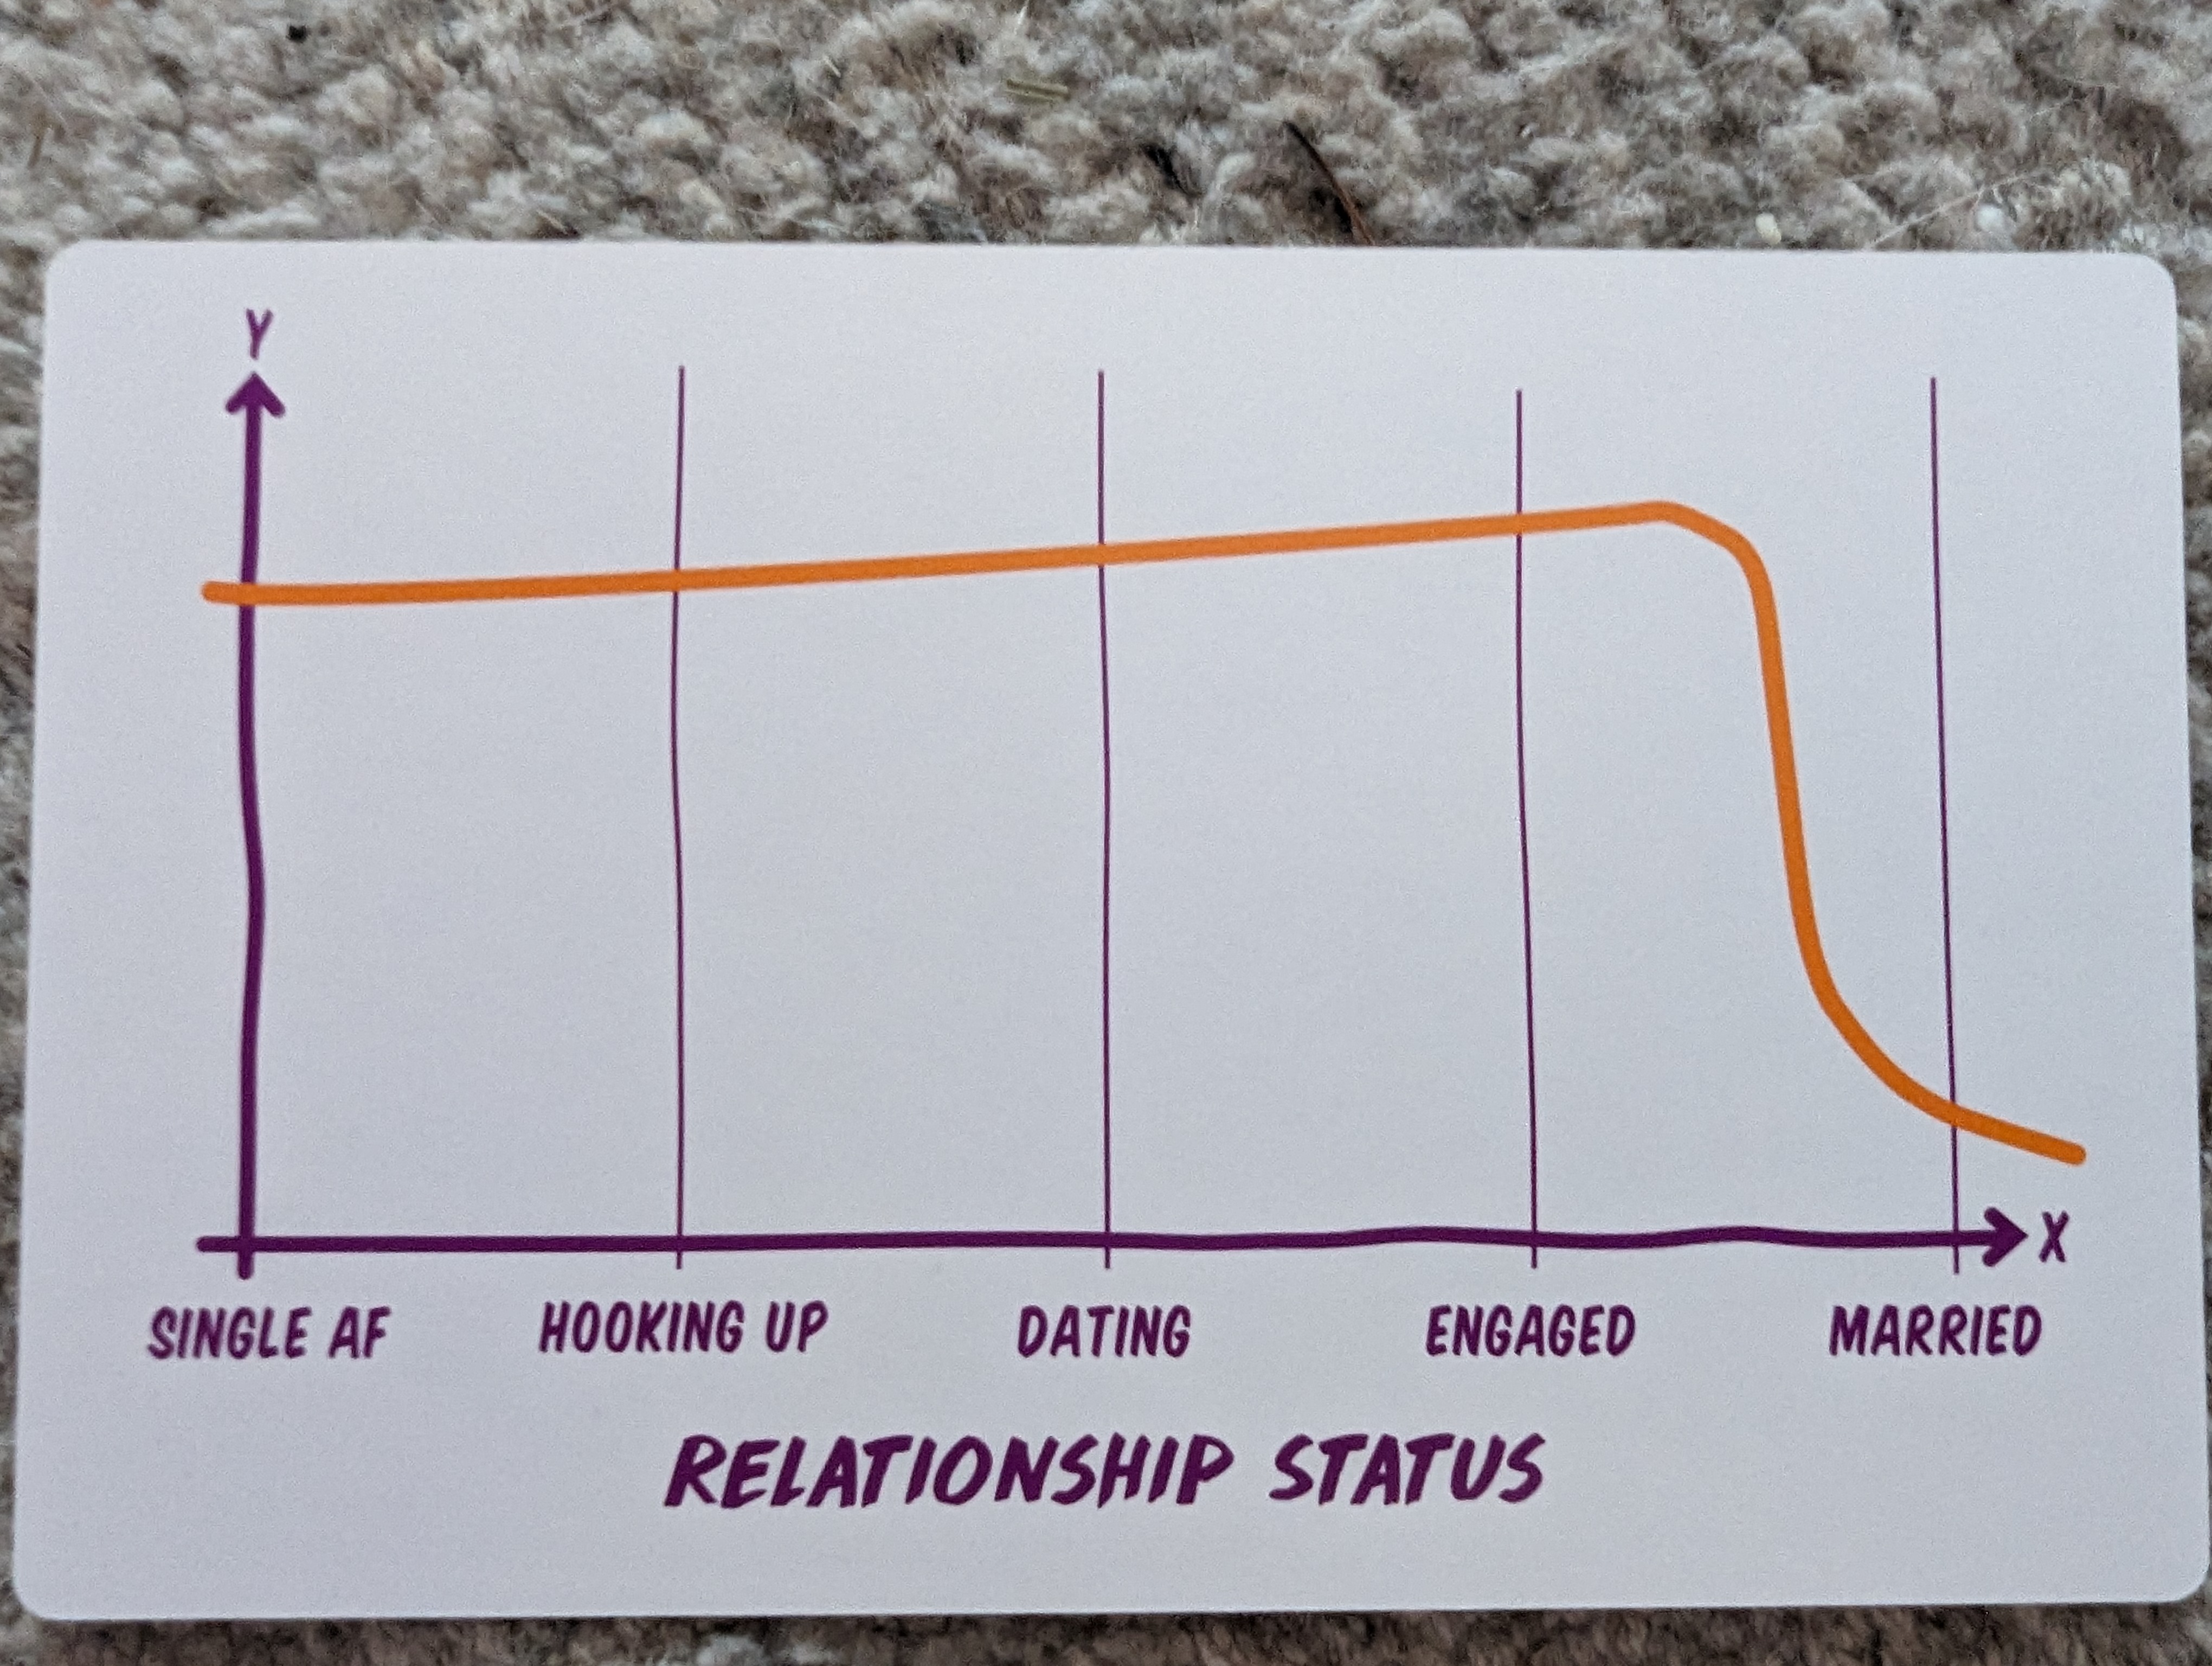 Y
X
SINGLE AF HOOKING UP DATING ENGAGED MARRIED
RELATIONSHIP STATUS